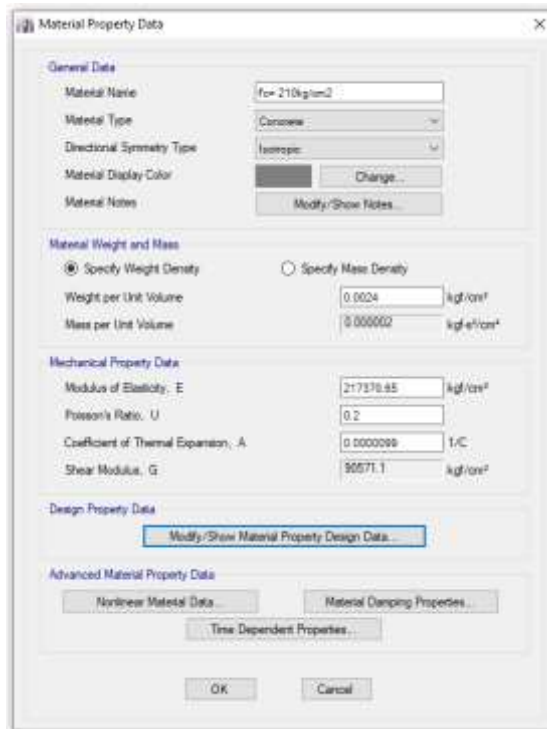 Material Property Data
General Data
Material Name
f'c= 210kg/cm2
Material Type
Concrete
Directional Symmetry Type
Isotropic
Material Display Color
Change...
Material Notes
Modify/Show Notes...
Material Weight and Mass
Specify Weight Density
Specify Mass Density
Weight per Unit Volume
0.0024
kgf/cm³
Mass per Unit Volume
0.000002
kgf-s²/cm⁴
Mechanical Property Data
Modulus of Elasticity, E
217370.65
kgf/cm²
Poisson's Ratio, U
0.2
Coefficient of Thermal Expansion, A
0.0000099
1/C
Shear Modulus, G
90571.1
kgf/cm²
Design Property Data
Modify/Show Material Property Design Data...
Advanced Material Property Data
Nonlinear Material Data...
Material Damping Properties...
Time Dependent Properties...
OK
Cancel